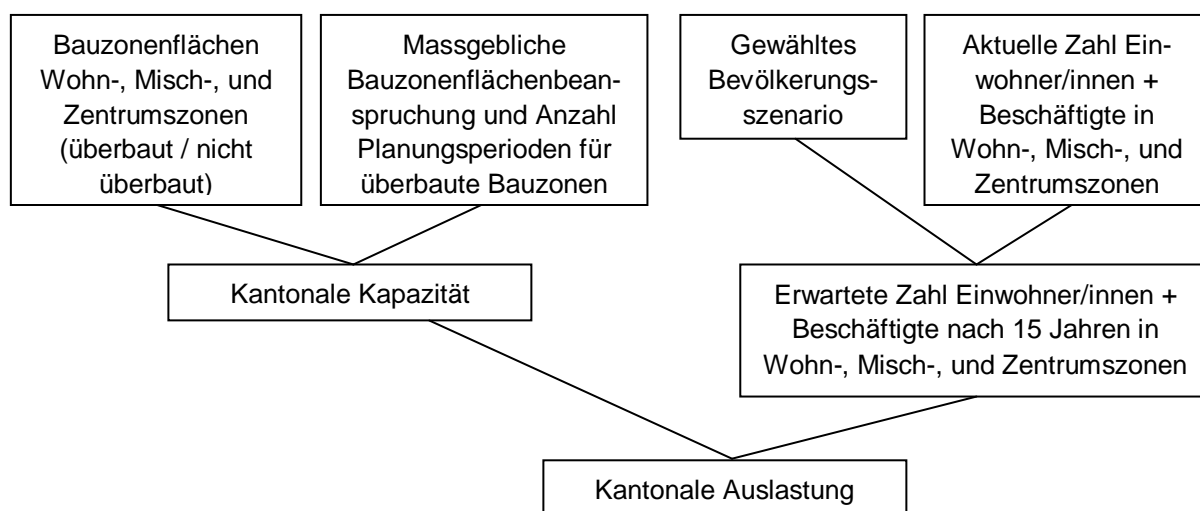 Bauzonenflächen
Wohn-, Misch-, und
Zentrumszonen
(überbaut / nicht
überbaut)
Massgebliche
Bauzonenflächenbean-
spruchung und Anzahl
Planungsperioden für
überbaute Bauzonen
Gewähltes
Bevölkerungs-
szenario
Aktuelle Zahl Ein-
wohner/innen +
Beschäftigte in
Wohn-, Misch-, und
Zentrumszonen
Kantonale Kapazität
Erwartete Zahl Einwohner/innen +
Beschäftigte nach 15 Jahren in
Wohn-, Misch-, und Zentrumszonen
Kantonale Auslastung